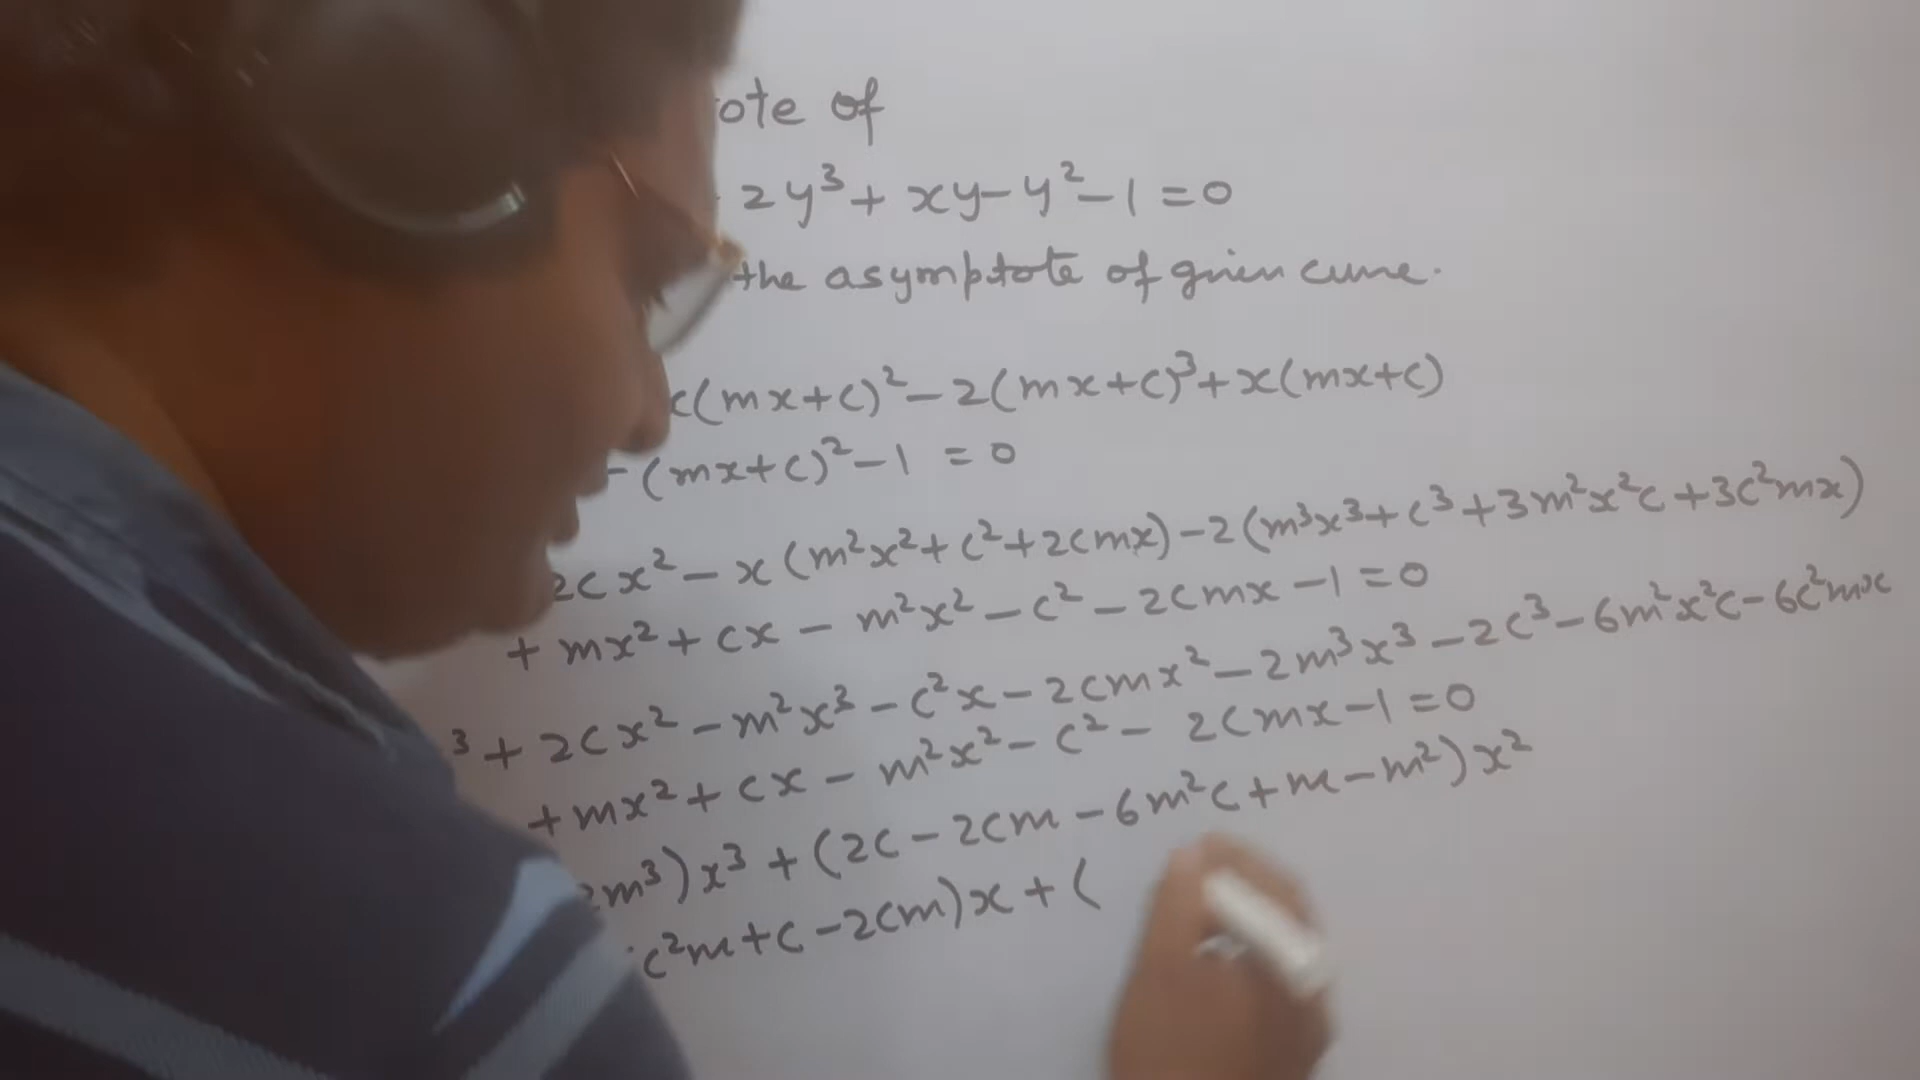 ote of
2y³ + xy - y² - 1 = 0
the asymptote of given curve.
(mx+c)² - 2(mx+c)³ + x(mx+c)
- (mx+c)² - 1 = 0
2cx² - x(m²x² + c² + 2cmx) - 2(m³x³ + c³ + 3m²x²c + 3c²mx)
+ mx² + cx - m²x² - c² - 2cmx - 1 = 0
³ + 2cx² - m²x³ - c²x - 2cmx² - 2m³x³ - 2c³ - 6m²x²c - 6c²mx
+ mx² + cx - m²x² - c² - 2cmx - 1 = 0
2m³)x³ + (2c - 2cm - 6m²c + m - m²)x²
c²m + c - 2cm)x + (